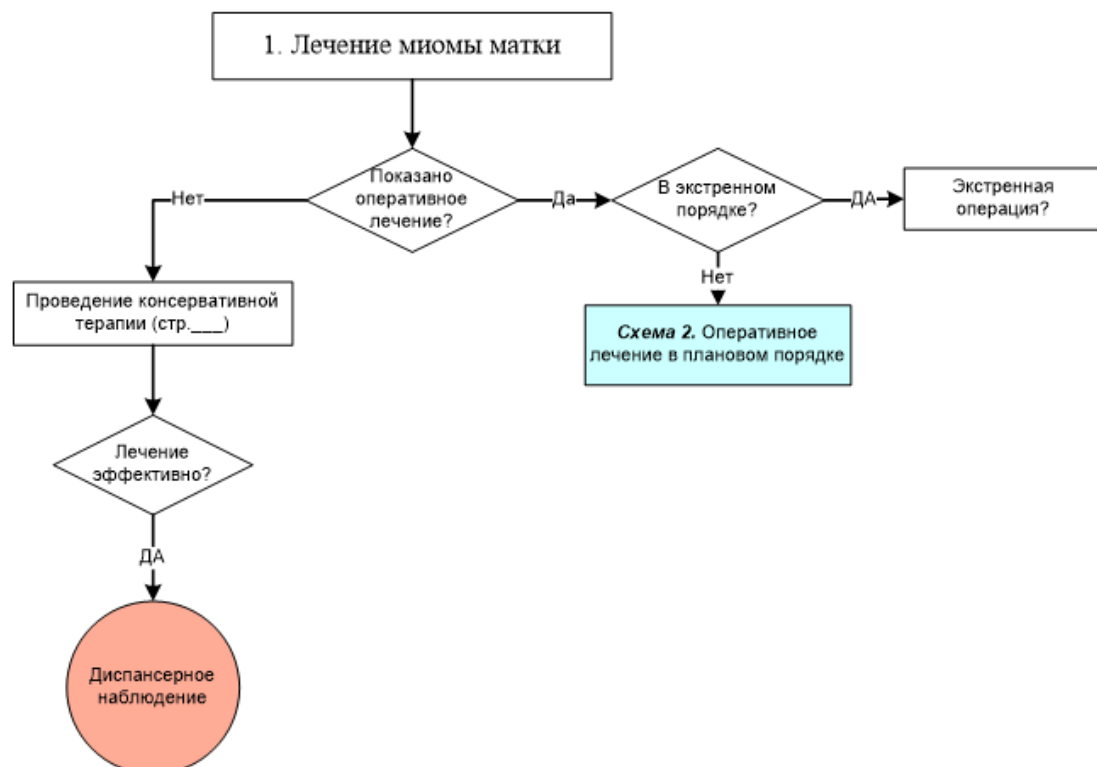 1. Лечение миомы матки
Показано
оперативное
лечение?
Нет
Да
В экстренном
порядке?
ДА
Экстренная
операция?
Нет
Схема 2. Оперативное
лечение в плановом порядке
Проведение консервативной
терапии (стр.___)
Лечение
эффективно?
ДА
Диспансерное
наблюдение